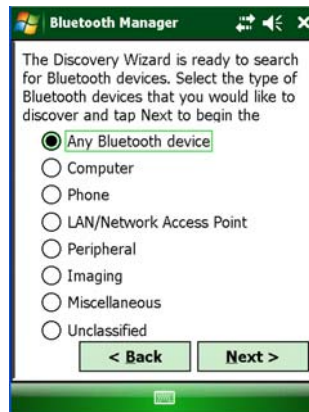 Bluetooth Manager
The Discovery Wizard is ready to search
for Bluetooth devices. Select the type of
Bluetooth devices that you would like to
discover and tap Next to begin the
Any Bluetooth device
Computer
Phone
LAN/Network Access Point
Peripheral
Imaging
Miscellaneous
Unclassified
< Back Next >